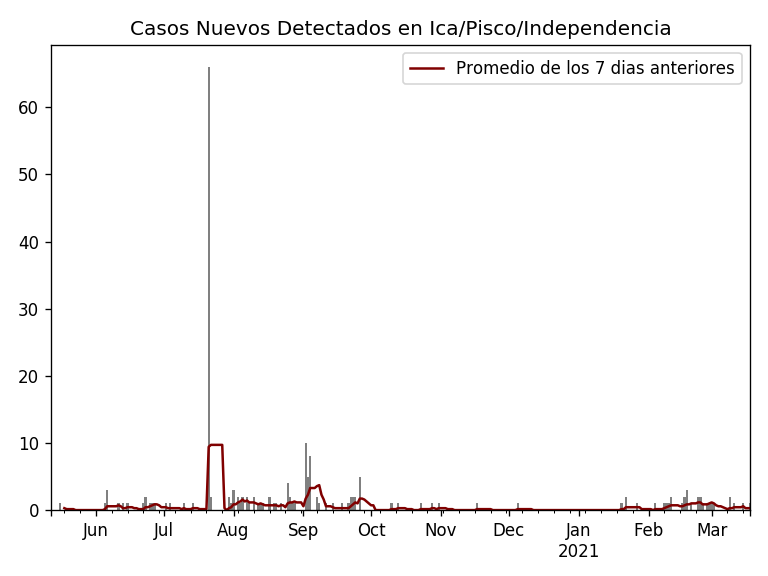 Casos Nuevos Detectados en Ica/Pisco/Independencia
Promedio de los 7 dias anteriores
60
50
40
30
20
10
0
Jun Jul Aug Sep Oct Nov Dec Jan Feb Mar
2021